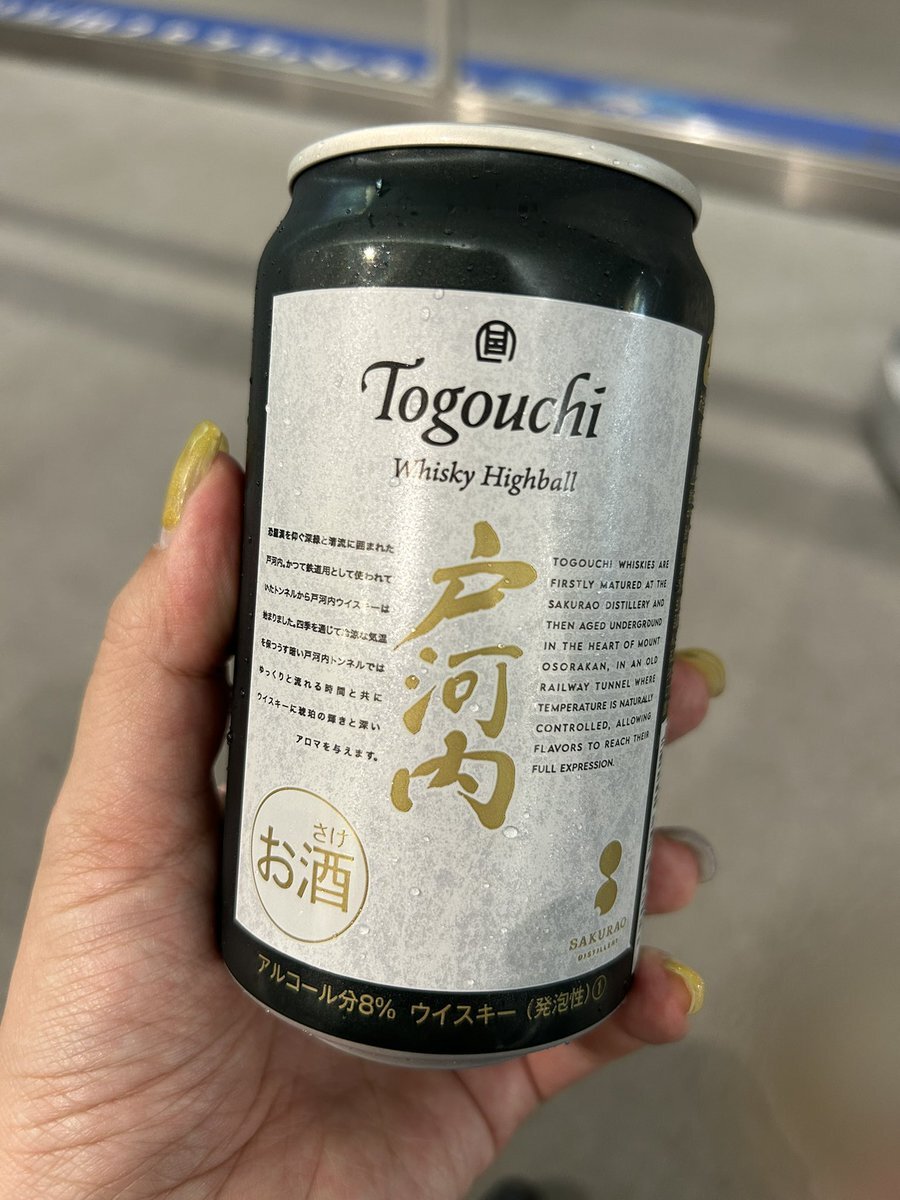 Togouchi
Whisky Highball
恐羅漢を仰ぐ深緑と清流に囲まれた
戸河内。かつて鉄道用として使われて
いたトンネルから戸河内ウイスキーは
始まりました。四季を通じて冷涼な気温
を保つうす暗い戸河内トンネルでは
ゆっくりと流れる時間と共に
ウイスキーに琥珀の輝きと深い
アロマを与えます。
戸河内
TOGOUCHI WHISKIES ARE
FIRSTLY MATURED AT THE
SAKURAO DISTILLERY AND
THEN AGED UNDERGROUND
IN THE HEART OF MOUNT
OSORAKAN, IN AN OLD
RAILWAY TUNNEL WHERE
TEMPERATURE IS NATURALLY
CONTROLLED, ALLOWING
FLAVORS TO REACH THEIR
FULL EXPRESSION.
さけ
お酒
SAKURAO
DISTILLERY
アルコール分8% ウイスキー(発泡性)①